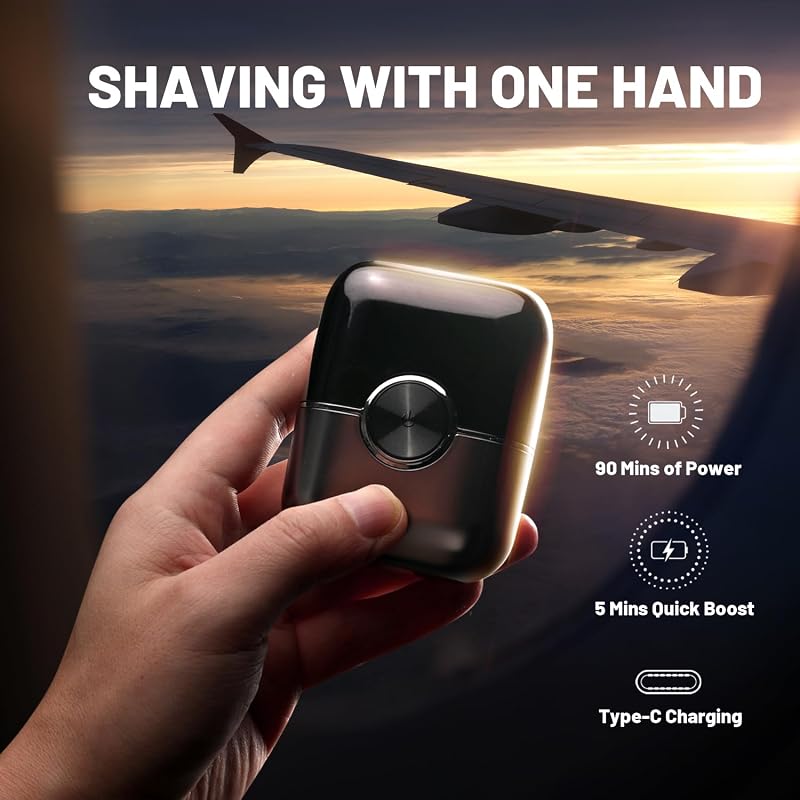 SHAVING WITH ONE HAND
90 Mins of Power
5 Mins Quick Boost
Type-C Charging